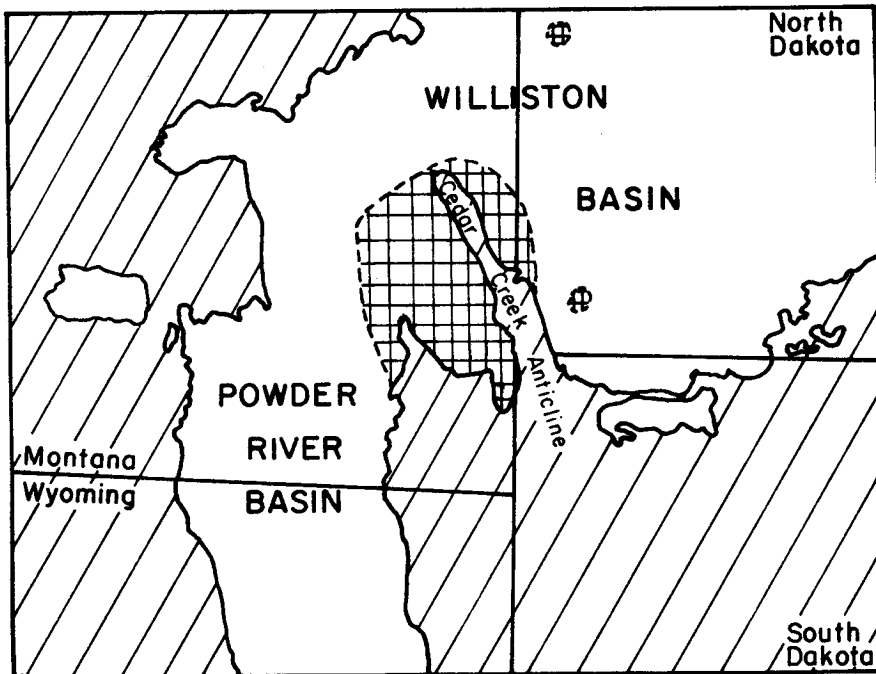 North
Dakota
WILLISTON
BASIN
Cedar
Creek
Anticline
POWDER
RIVER
BASIN
Montana
Wyoming
South
Dakota